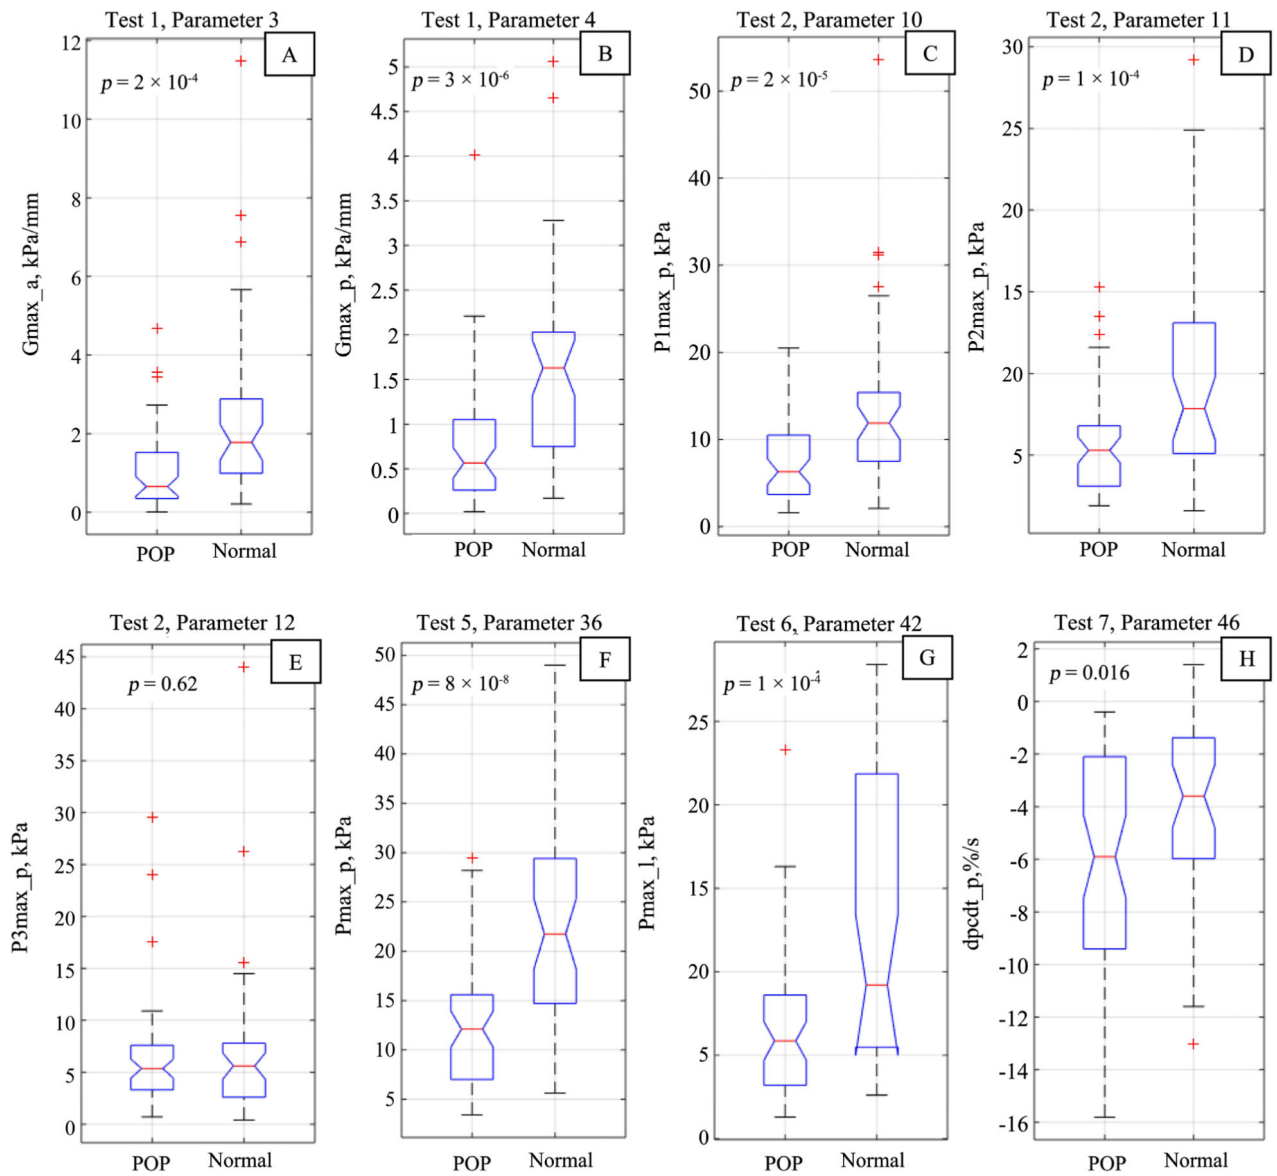 Test 1, Parameter 3
A
p = 2 × 10-4
Gmax_a, kPa/mm
12
10
8
6
4
2
0
POP
Normal
Test 1, Parameter 4
B
p = 3 × 10-6
Gmax_p, kPa/mm
5
4.5
4
3.5
3
2.5
2
1.5
1
0.5
0
POP
Normal
Test 2, Parameter 10
C
p = 2 × 10-5
P1max_p, kPa
50
40
30
20
10
0
POP
Normal
Test 2, Parameter 11
D
p = 1 × 10-4
P2max_p, kPa
30
25
20
15
20
5
POP
Normal
Test 2, Parameter 12
E
p = 0.62
P3max_p, kPa
45
40
35
30
25
20
15
10
5
0
POP
Normal
Test 5, Parameter 36
F
p = 8 × 10-8
Pmax_p, kPa
50
45
40
35
30
25
20
15
10
5
POP
Normal
Test 6, Parameter 42
G
p = 1 × 10-4
Pmax_l, kPa
25
20
15
20
5
0
POP
Normal
Test 7, Parameter 46
H
p = 0.016
dpcdt_p,%/s
2
0
-2
-4
-6
-8
-10
-12
-14
-16
POP
Normal